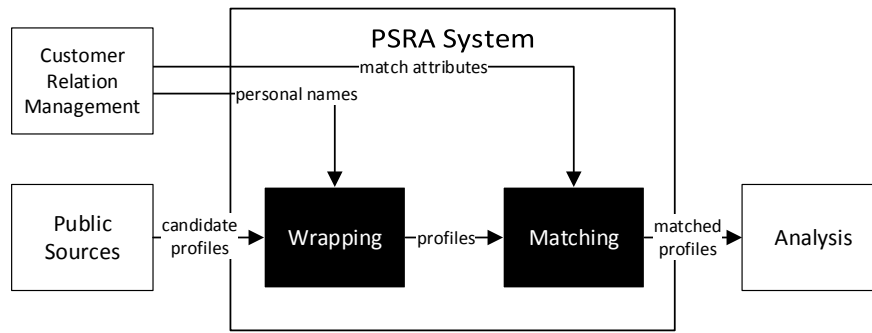 PSRA System
Customer
Relation
Management
match attributes
personal names
Public
Sources
candidate
profiles
Wrapping
profiles
Matching
matched
profiles
Analysis